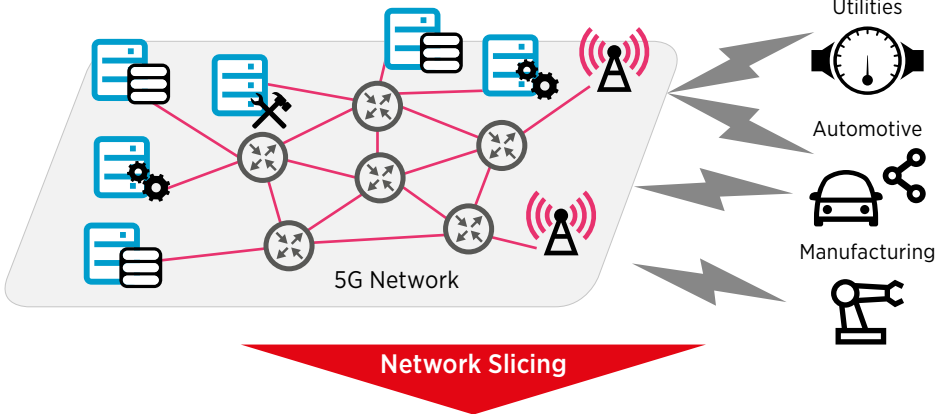 Utilities
Automotive
Manufacturing
5G Network
Network Slicing